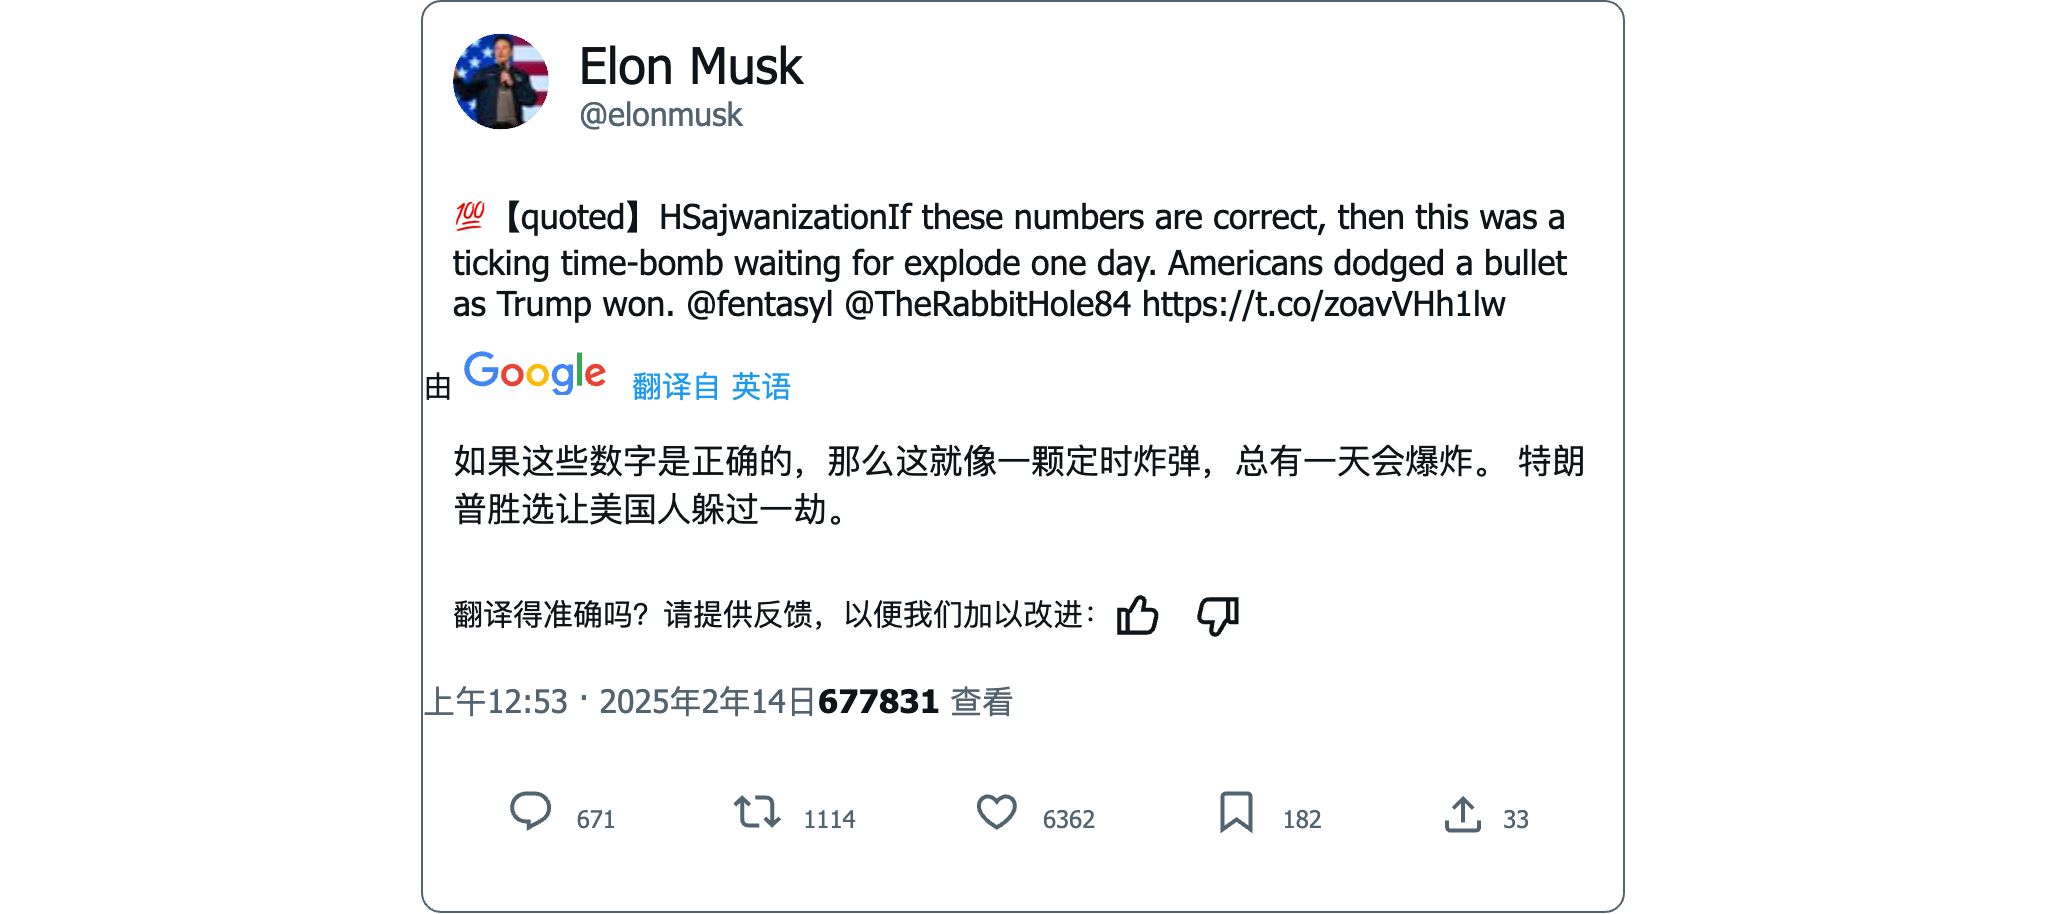 Elon Musk
@elonmusk
💯【quoted】HSajwanizationIf these numbers are correct, then this was a
ticking time-bomb waiting for explode one day. Americans dodged a bullet
as Trump won. @fentasyl @TheRabbitHole84 https://t.co/zoavVHh1lw
由 Google 翻译自 英语
如果这些数字是正确的，那么这就像一颗定时炸弹，总有一天会爆炸。 特朗
普胜选让美国人躲过一劫。
翻译得准确吗？请提供反馈，以便我们加以改进：
上午12:53 · 2025年2年14日677831 查看
671 1114 6362 182 33